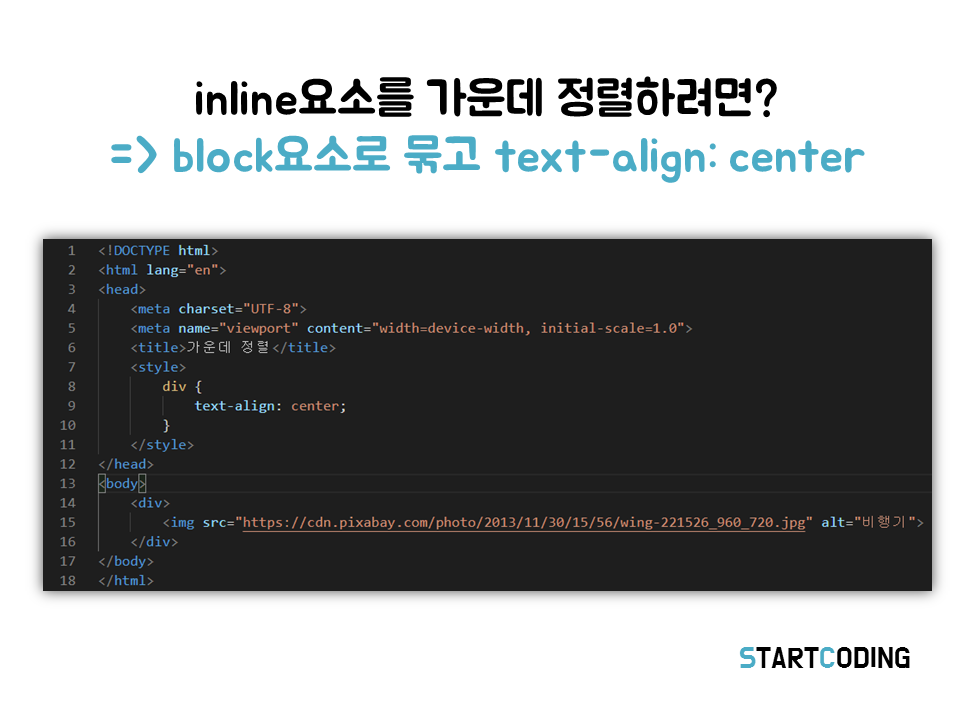 inline요소를 가운데 정렬하려면?
=> block요소로 묶고 text-align: center
1 <!DOCTYPE html>
2 <html lang="en">
3 <head>
4     <meta charset="UTF-8">
5     <meta name="viewport" content="width=device-width, initial-scale=1.0">
6     <title>가운데 정렬</title>
7     <style>
8         div {
9             text-align: center;
10         }
11     </style>
12 </head>
13 <body>
14     <div>
15         <img src="https://cdn.pixabay.com/photo/2013/11/30/15/56/wing-221526_960_720.jpg" alt="비행기">
16     </div>
17 </body>
18 </html>
STARTCODING